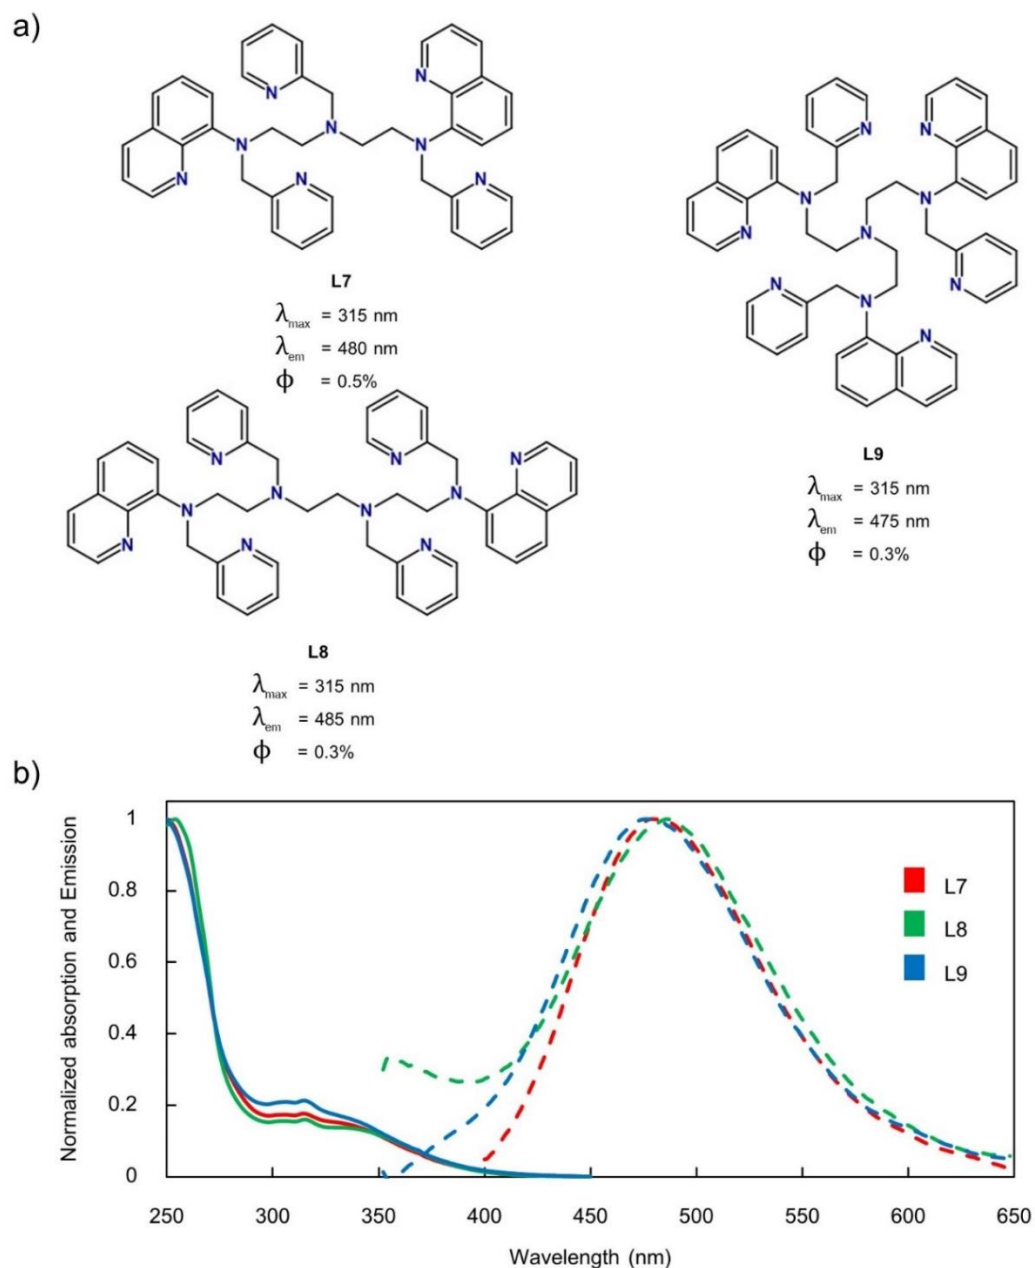 a)
N
N
N
N
N
N
N
N
L7
λmax = 315 nm
λem = 480 nm
ϕ = 0.5%
N
N
N
N
N
N
N
N
N
N
L9
λmax = 315 nm
λem = 475 nm
ϕ = 0.3%
N
N
N
N
N
N
N
N
N
N
L8
λmax = 315 nm
λem = 485 nm
ϕ = 0.3%
b)
Normalized absorption and Emission
1
0.8
0.6
0.4
0.2
0
L7
L8
L9
250 300 350 400 450 500 550 600 650
Wavelength (nm)